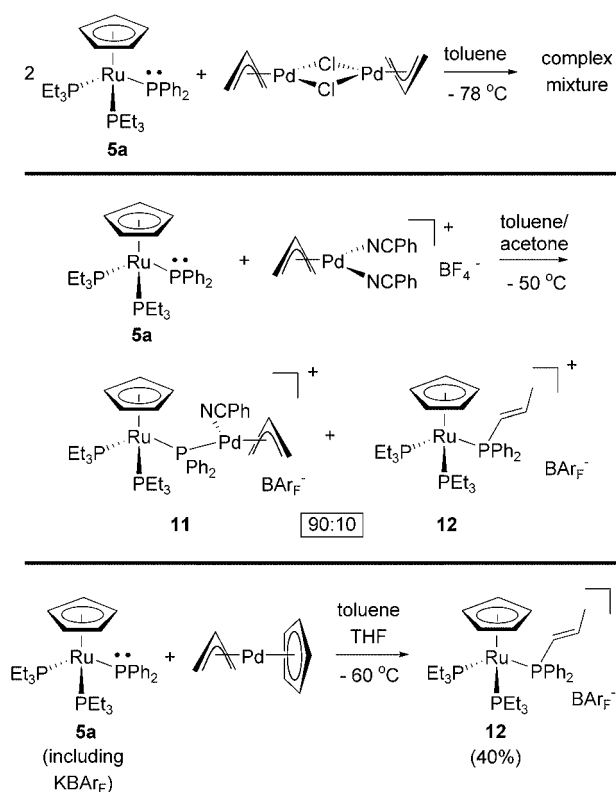 2
Ru
Et₃P
PPh₂
PEt₃
5a
+
Pd
Cl
Cl
Pd
toluene
- 78 °C
complex
mixture
Ru
Et₃P
PPh₂
PEt₃
5a
+
Pd
NCPh
NCPh
+
BF₄⁻
toluene/
acetone
- 50 °C
Ru
Et₃P
PEt₃
P
Ph₂
NCPh
Pd
+
BArF⁻
11
+
90:10
Ru
Et₃P
PEt₃
PPh₂
+
BArF⁻
12
Ru
Et₃P
PPh₂
PEt₃
5a
(including
KBArF)
+
Pd
toluene
THF
- 60 °C
Ru
Et₃P
PPh₂
PEt₃
BArF⁻
12
(40%)